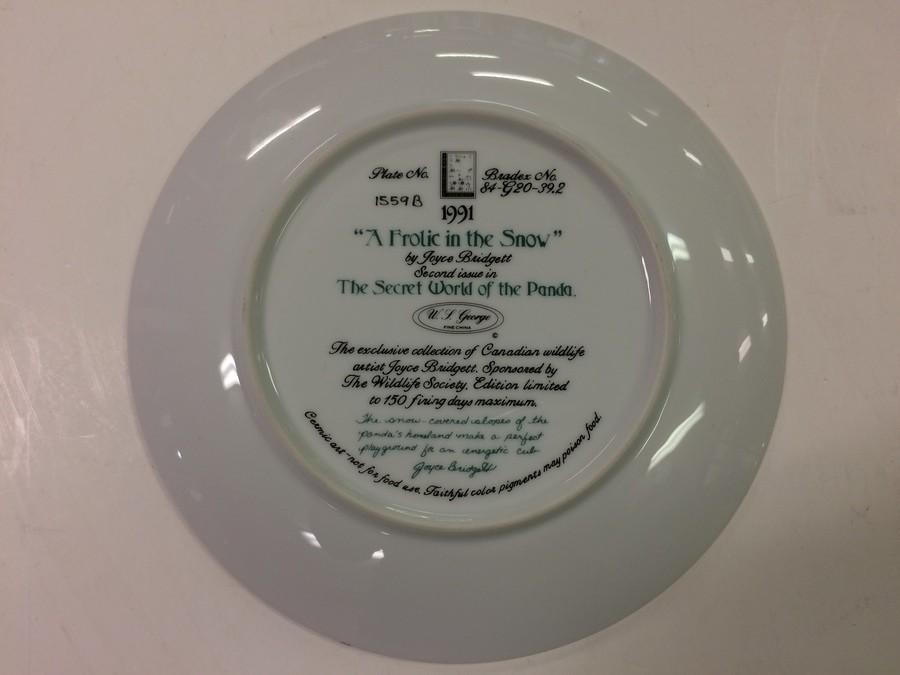 Plate No.
1559B
Bradex No.
84-G20-39.2
1991
"A Frolic in the Snow"
by Joyce Bridgett
Second issue in
The Secret World of the Panda.
W. S. George
FINE CHINA
©
The exclusive collection of Canadian wildlife
artist Joyce Bridgett. Sponsored by
The Wildlife Society. Edition limited
to 150 firing days maximum.
The snow-covered slopes of the
panda's homeland make a perfect
playground for an energetic cub
Joyce Bridgett
Ceramic art-not for food use. Faithful color pigments may poison food.